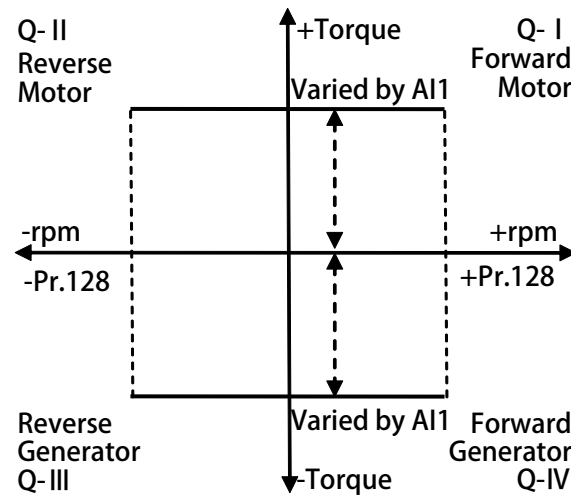 Q- II
Reverse
Motor
+Torque
Q- I
Forward
Motor
Varied by AI1
-rpm
+rpm
-Pr.128
+Pr.128
Varied by AI1
Reverse
Generator
Q-III
-Torque
Forward
Generator
Q-IV